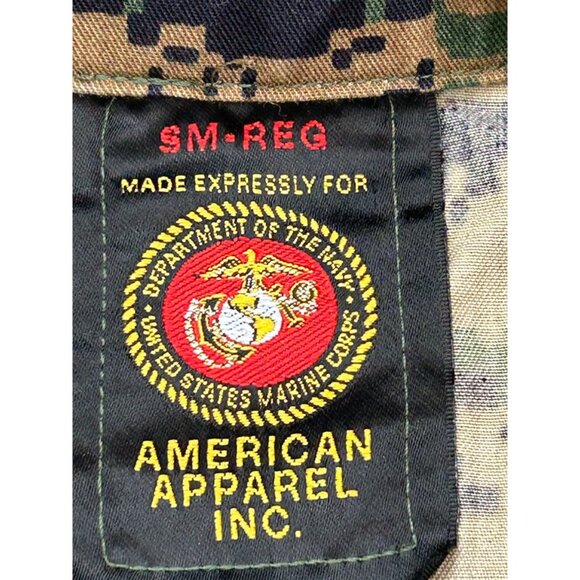 SM-REG
MADE EXPRESSLY FOR
DEPARTMENT OF THE NAVY
UNITED STATES MARINE CORPS
AMERICAN
APPAREL
INC.